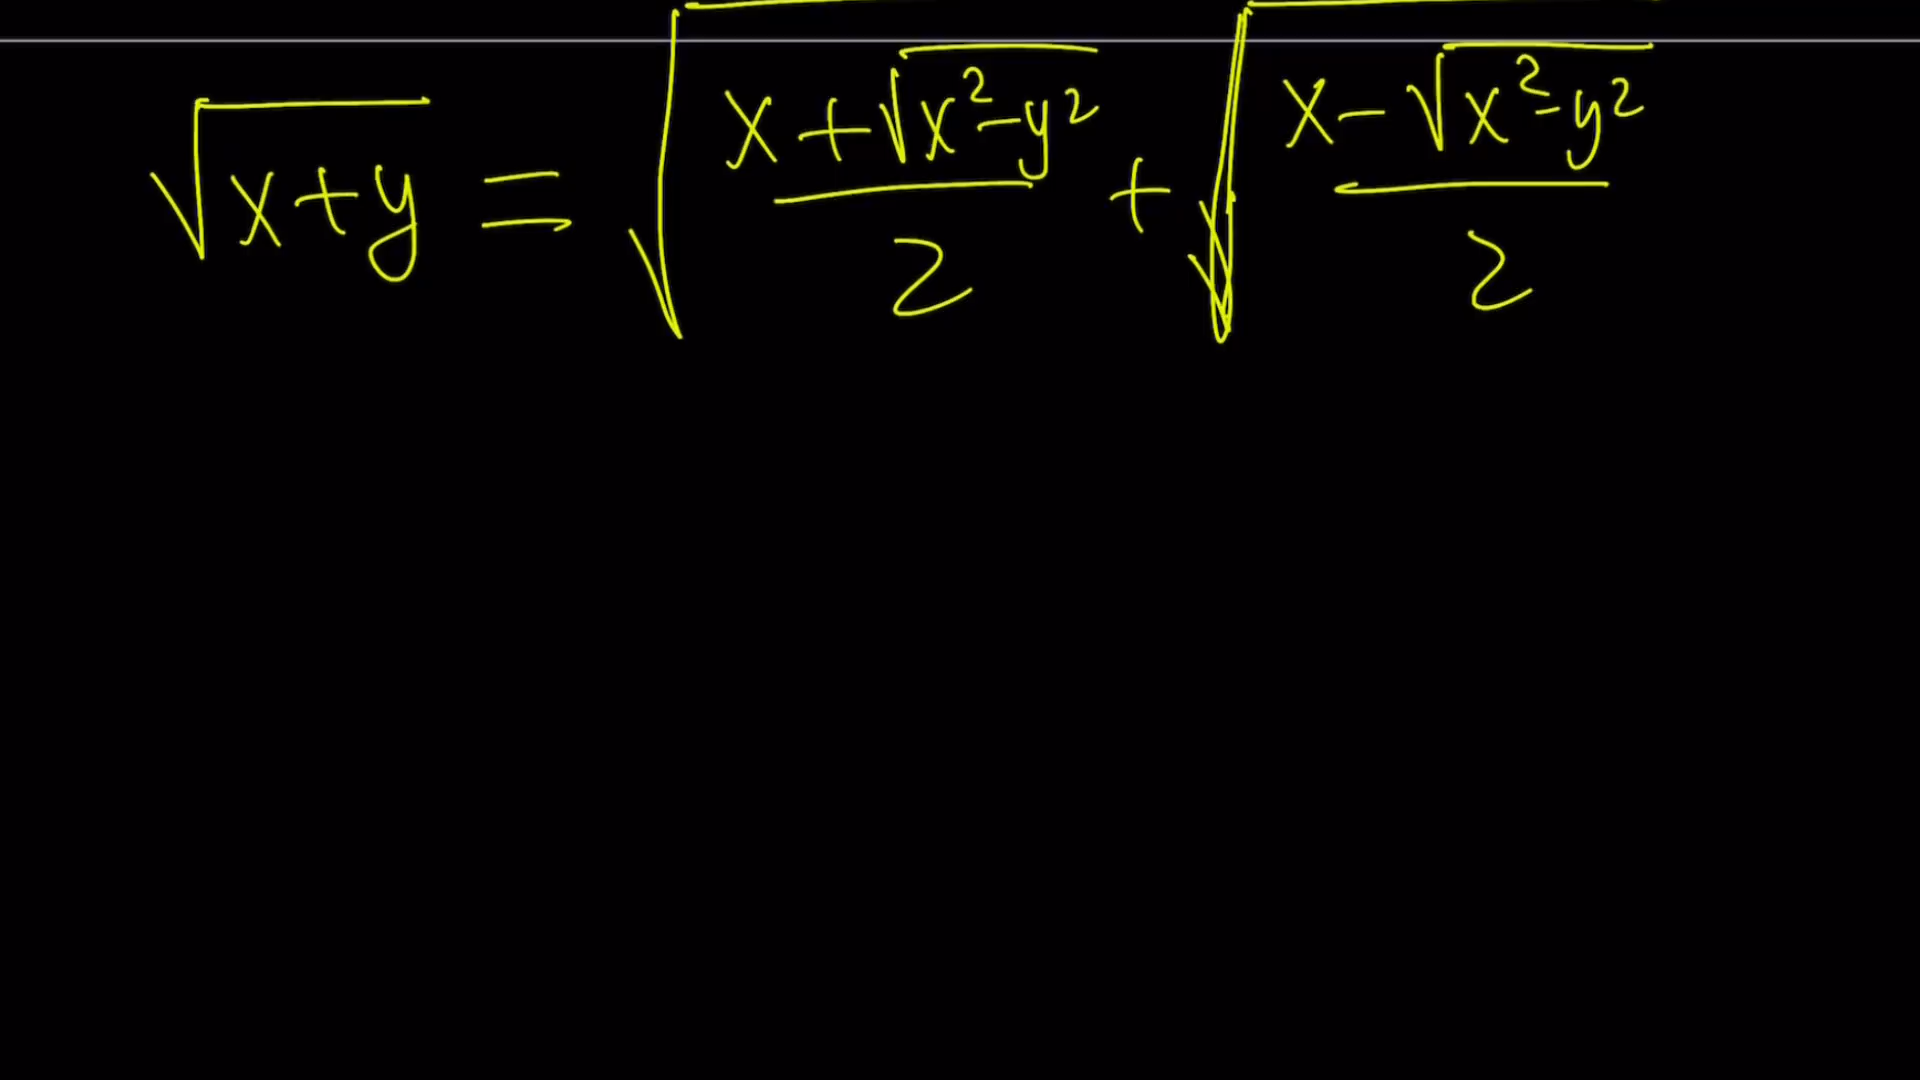 √(x+y) = √((x+√(x²-y²))/2) + √((x-√(x²-y²))/2)